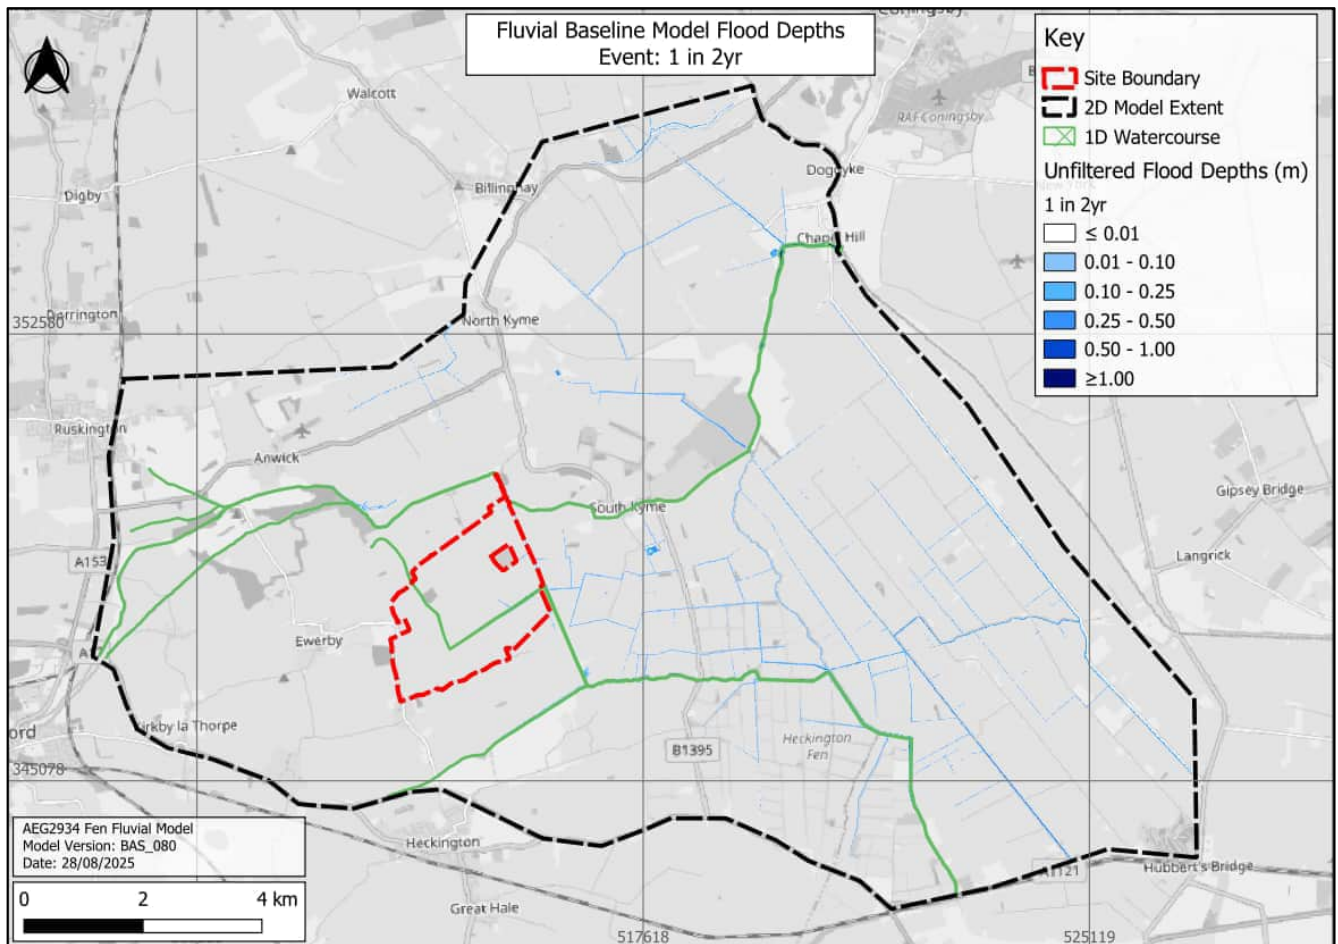 Fluvial Baseline Model Flood Depths
Event: 1 in 2yr
Key
Site Boundary
2D Model Extent
1D Watercourse
Unfiltered Flood Depths (m)
1 in 2yr
≤ 0.01
0.01 - 0.10
0.10 - 0.25
0.25 - 0.50
0.50 - 1.00
≥1.00
Coningsby
Walcott
RAF Coningsby
Digby
Billinghay
Dogdyke
New York
Chapel Hill
Dorrington
352580
North Kyme
Ruskington
Anwick
South Kyme
Gipsey Bridge
A153
Langrick
Ewerby
Kirkby la Thorpe
ord
B1395
Heckington
Fen
345078
AEG2934 Fen Fluvial Model
Model Version: BAS_080
Date: 28/08/2025
Heckington
A1121
Hubbert's Bridge
0 2 4 km
Great Hale
517618
525119